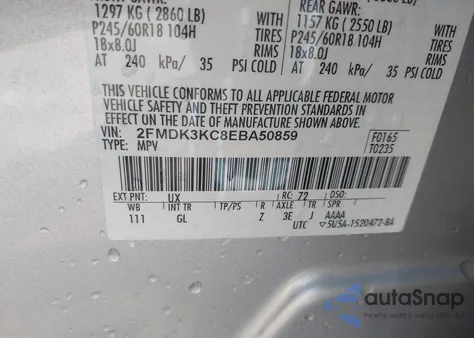 1297 KG ( 2860 LB) WITH
P245/60R18 104H TIRES
18x8.0J RIMS
AT 240 kPa/ 35 PSI COLD
REAR GAWR:
1157 KG ( 2550 LB) WITH
P245/60R18 104H TIRES
18x8.0J RIMS
AT 240 kPa/ 35 PSI COLD
THIS VEHICLE CONFORMS TO ALL APPLICABLE FEDERAL MOTOR
VEHICLE SAFETY AND THEFT PREVENTION STANDARDS IN
EFFECT ON THE DATE OF MANUFACTURE SHOWN ABOVE.
VIN: 2FMDK3KC8EBA50859 F0165
TYPE: MPV T0235
EXT PNT: UX RC: 72 DSO:
WB INT TR TP/PS R AXLE TR SPR
111 GL Z 3E J AAAA
UTC ▽5U5A-1520472-BA
autoSnap